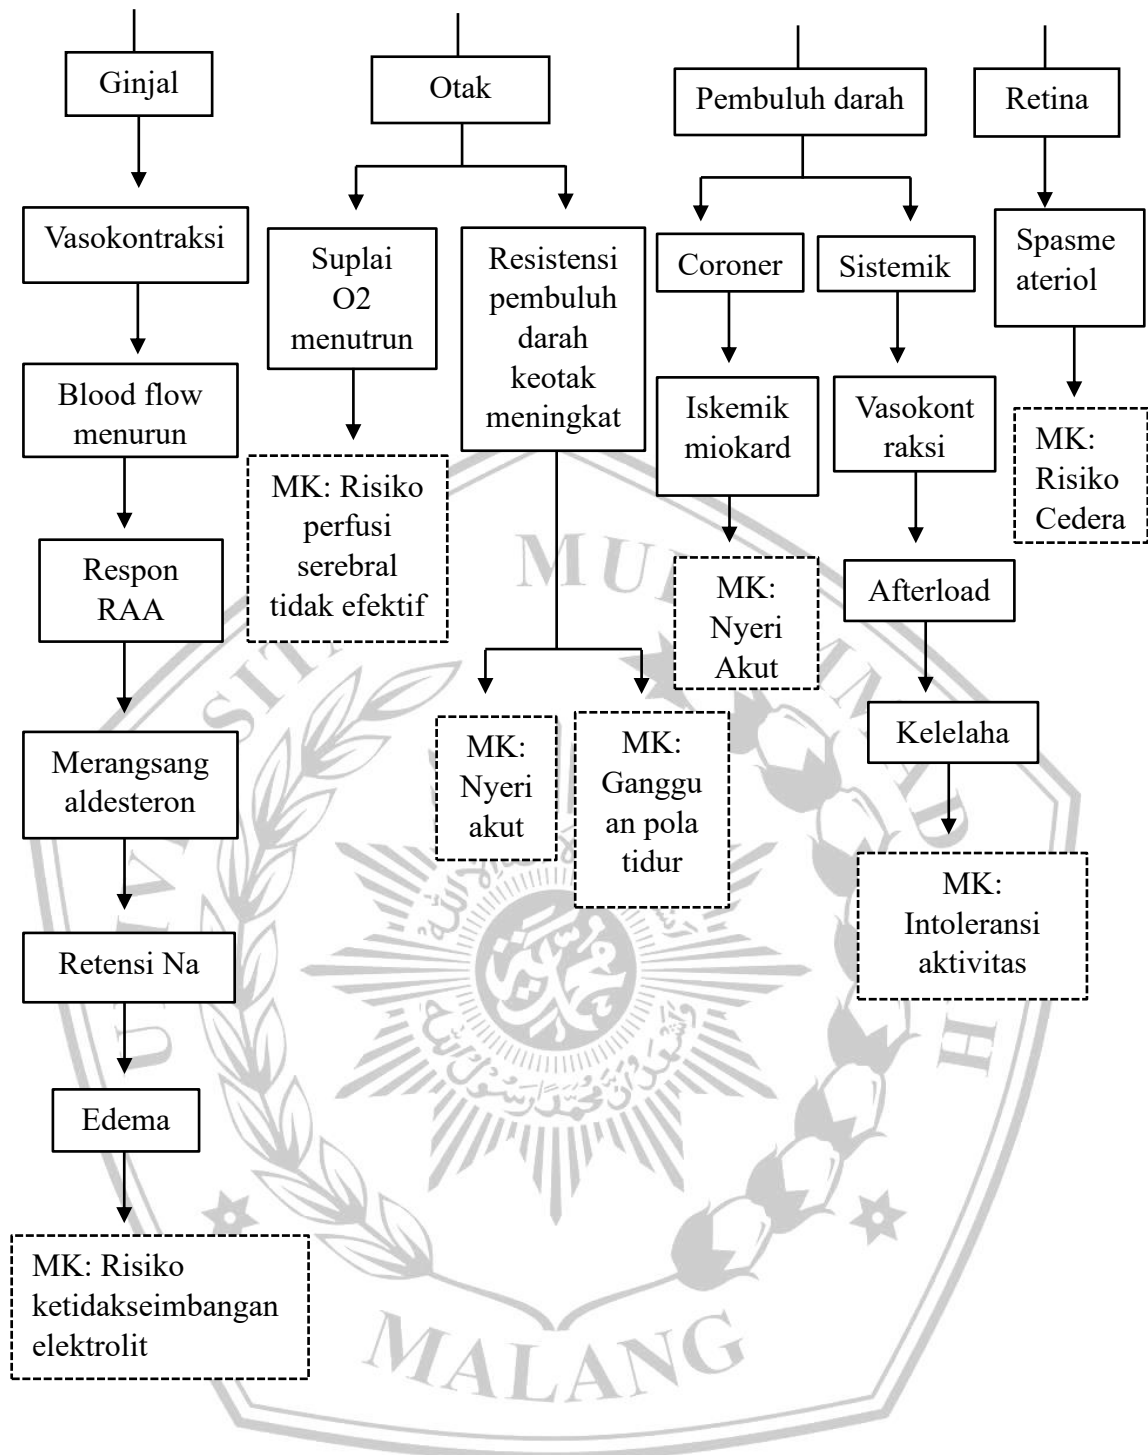 Ginjal
Otak
Pembuluh darah
Retina
Vasokontraksi
Suplai
O2
menutrun
Resistensi
pembuluh
darah
keotak
meningkat
Coroner
Sistemik
Spasme
ateriol
Blood flow
menurun
Iskemik
miokard
Vasokont
raksi
MK:
Risiko
Cedera
MK: Risiko
perfusi
serebral
tidak efektif
Respon
RAA
MK:
Nyeri
Akut
Afterload
Merangsang
aldesteron
MK:
Nyeri
akut
MK:
Ganggu
an pola
tidur
Kelelaha
MK:
Intoleransi
aktivitas
Retensi Na
Edema
MK: Risiko
ketidakseimbangan
elektrolit
MALANG